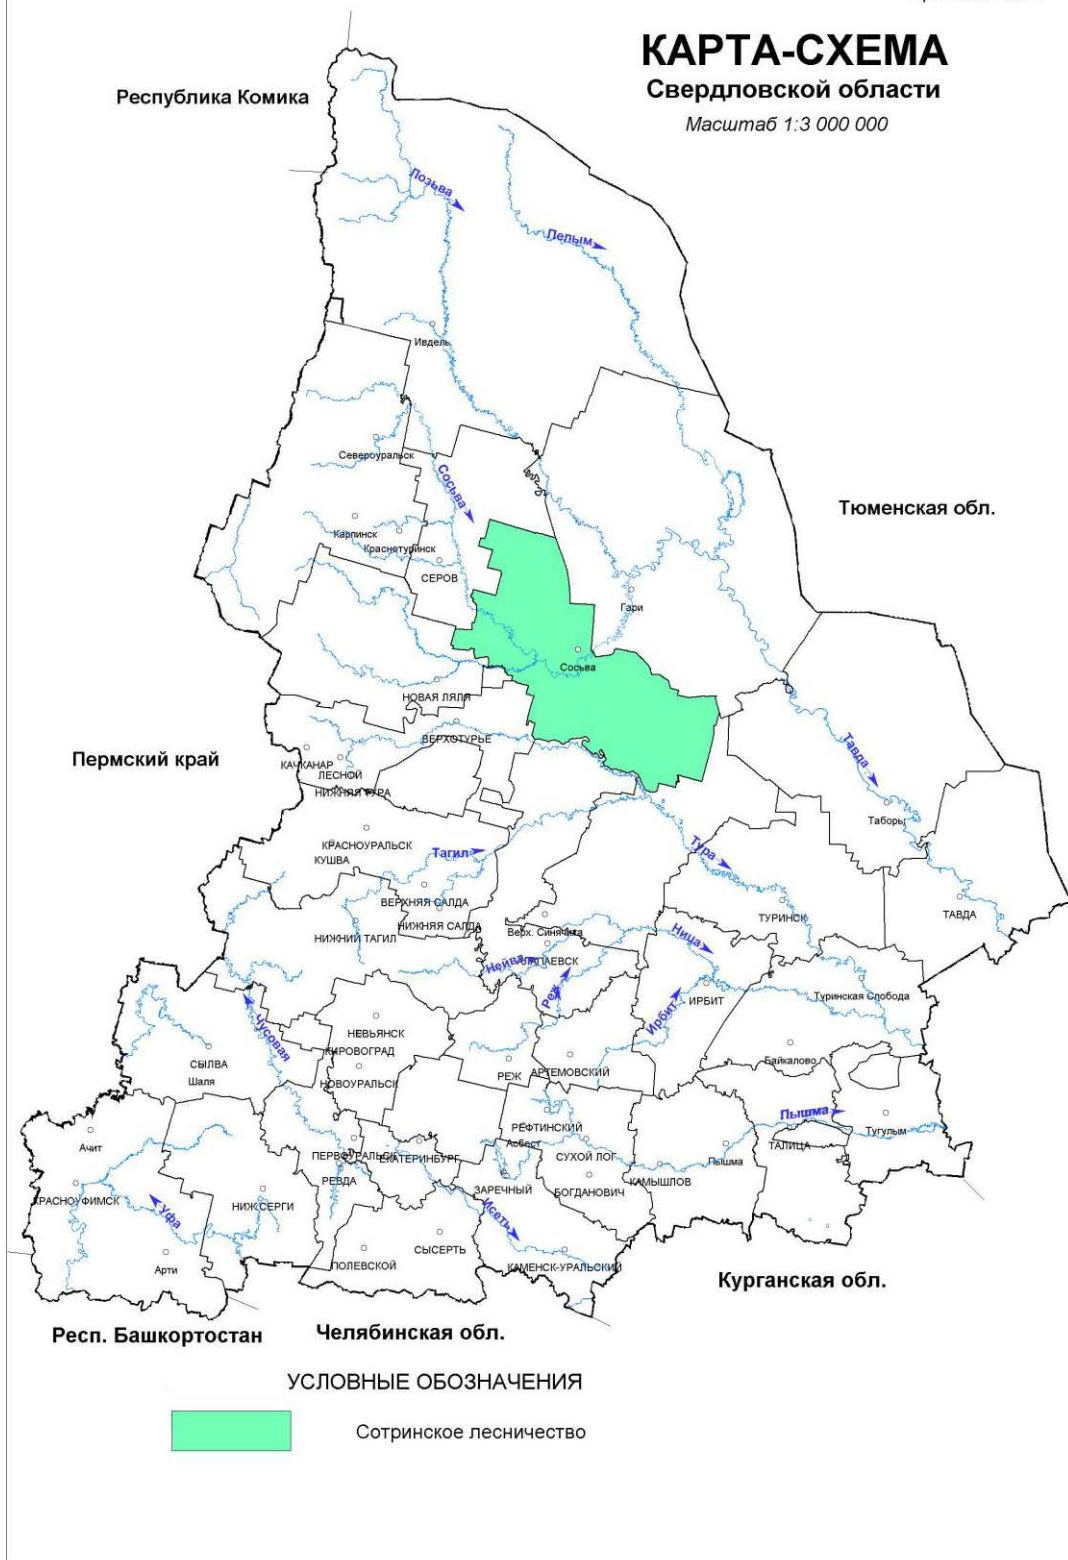 КАРТА-СХЕМА
Свердловской области
Масштаб 1:3 000 000
Республика Комика
Лозьва
Пелым
Ивдель
Североуральск
Сосьва
Тюменская обл.
Карпинск
Краснотуринск
СЕРОВ
Гари
Сосьва
НОВАЯ ЛЯЛЯ
ВЕРХОТУРЬЕ
Пермский край
КАЧКАНАР
ЛЕСНОЙ
НИЖНЯЯ ТУРА
Тавда
Таборы
КРАСНОУРАЛЬСК
КУШВА
Тагил
Тура
ВЕРХНЯЯ САЛДА
НИЖНЯЯ САЛДА
ТУРИНСК
ТАВДА
НИЖНИЙ ТАГИЛ
Верх. Синячиха
Ница
Нейва
АЛАПАЕВСК
Реж
Ирбит
ИРБИТ
Туринская Слобода
Чусовая
НЕВЬЯНСК
КИРОВОГРАД
НОВОУРАЛЬСК
СЫЛВА
Шаля
РЕЖ
АРТЕМОВСКИЙ
Байкалово
Пышма
Тугулым
РЕФТИНСКИЙ
Асбест
СУХОЙ ЛОГ
ТАЛИЦА
Ачит
ПЕРВОУРАЛЬСК
ЕКАТЕРИНБУРГ
Пышма
РЕВДА
ЗАРЕЧНЫЙ
БОГДАНОВИЧ
КАМЫШЛОВ
КРАСНОУФИМСК
Уфа
НИЖ.СЕРГИ
Исеть
СЫСЕРТЬ
Арти
ПОЛЕВСКОЙ
КАМЕНСК-УРАЛЬСКИЙ
Курганская обл.
Респ. Башкортостан
Челябинская обл.
УСЛОВНЫЕ ОБОЗНАЧЕНИЯ
Сотринское лесничество